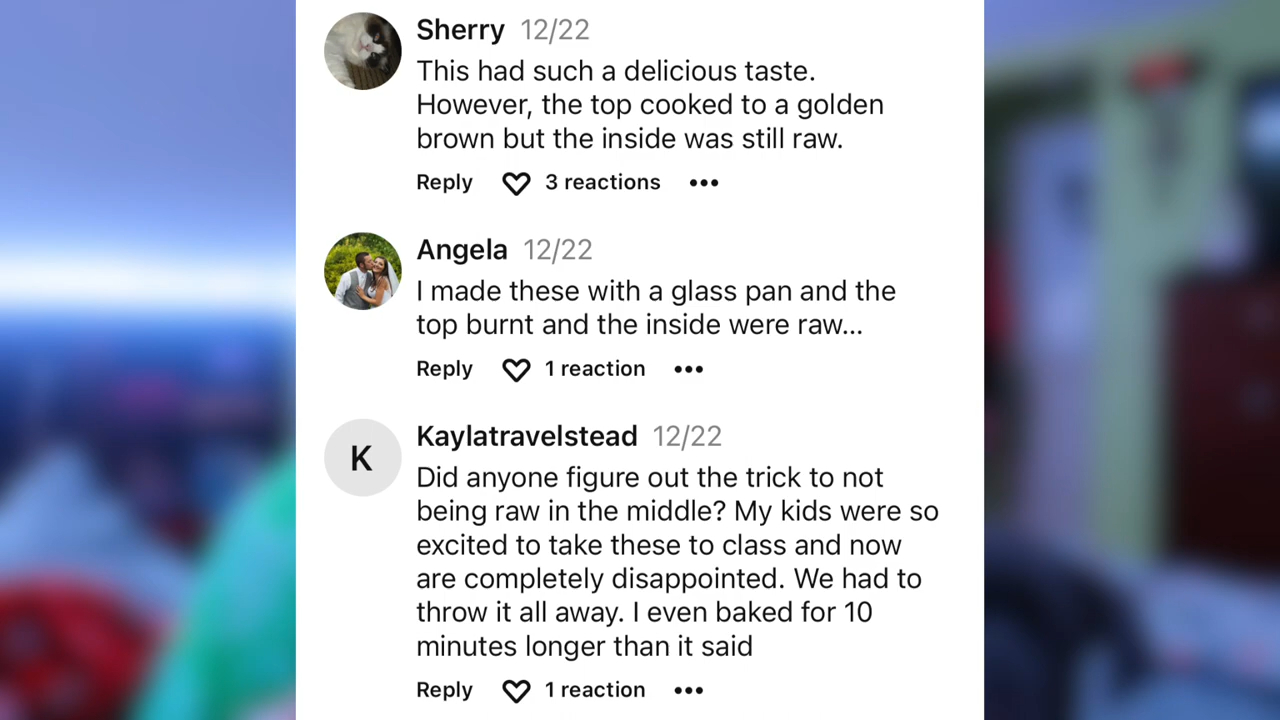 Sherry 12/22
This had such a delicious taste.
However, the top cooked to a golden
brown but the inside was still raw.
Reply 3 reactions •••
Angela 12/22
I made these with a glass pan and the
top burnt and the inside were raw...
Reply 1 reaction •••
K
Kaylatravelstead 12/22
Did anyone figure out the trick to not
being raw in the middle? My kids were so
excited to take these to class and now
are completely disappointed. We had to
throw it all away. I even baked for 10
minutes longer than it said
Reply 1 reaction •••